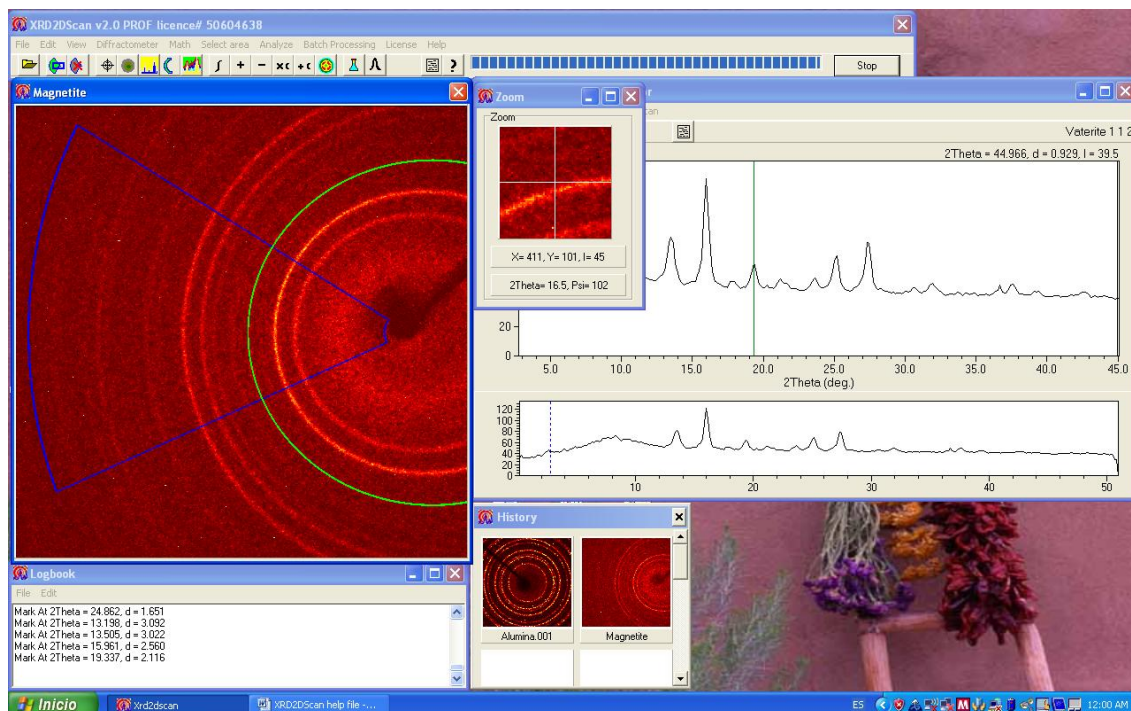 XRD2DScan v2.0 PROF licence# 50604638
File Edit View Diffractometer Math Select area Analyze Batch Processing License Help
∫ + − ×c +c ?
Stop
Magnetite
Zoom
Zoom
X= 411, Y= 101, I= 45
2Theta= 16.5, Psi= 102
Vaterite 1 1 2
2Theta = 44.966, d = 0.929, I = 39.5
20
0
5.0 10.0 15.0 20.0 25.0 30.0 35.0 40.0 45.0
2Theta (deg.)
120
100
80
60
40
20
0
10 20 30 40 50
History
Alumina.001 Magnetite
Logbook
File Edit
Mark At 2Theta = 24.862, d = 1.651
Mark At 2Theta = 13.198, d = 3.092
Mark At 2Theta = 13.505, d = 3.022
Mark At 2Theta = 15.961, d = 2.560
Mark At 2Theta = 19.337, d = 2.116
Inicio Xrd2dscan XRD2DScan help file -... ES 12:00 AM